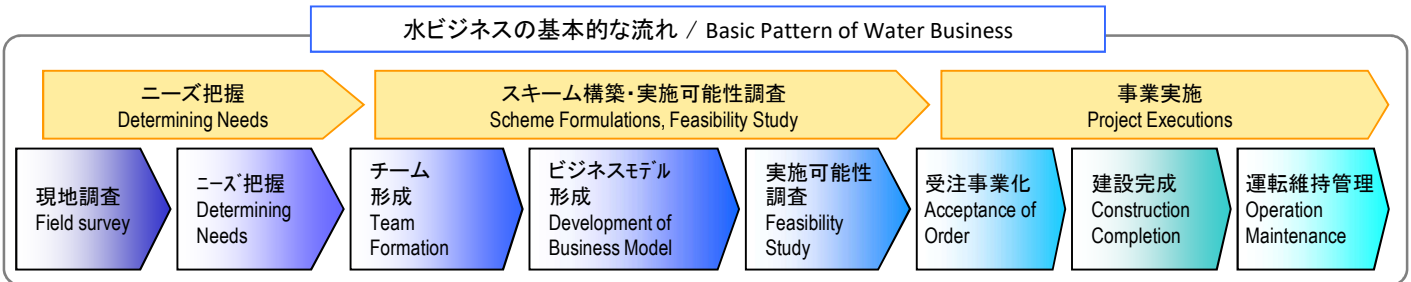 水ビジネスの基本的な流れ / Basic Pattern of Water Business
ニーズ把握
Determining Needs
スキーム構築・実施可能性調査
Scheme Formulations, Feasibility Study
事業実施
Project Executions
現地調査
Field survey
ﾆｰｽﾞ把握
Determining
Needs
チーム
形成
Team
Formation
ビジネスﾓﾃﾞﾙ
形成
Development of
Business Model
実施可能性
調査
Feasibility
Study
受注事業化
Acceptance of
Order
建設完成
Construction
Completion
運転維持管理
Operation
Maintenance